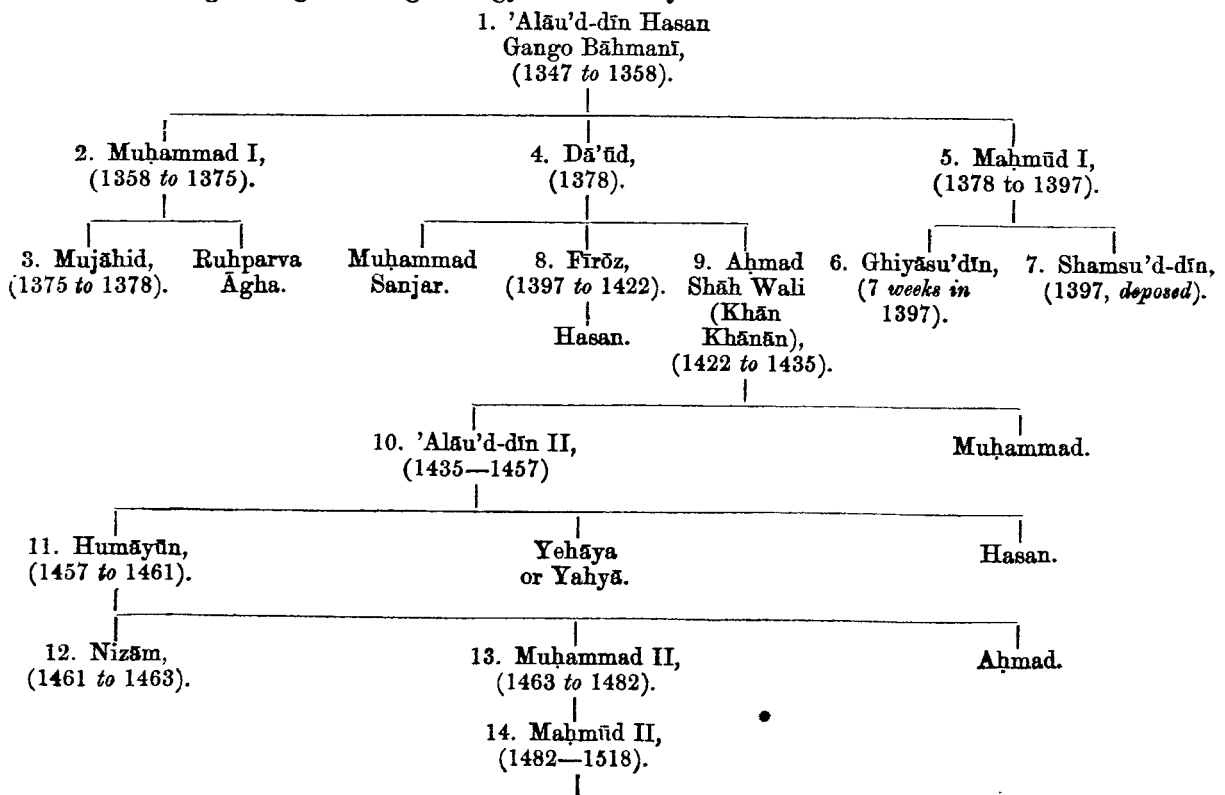 1. ’Alāu’d-dīn Hasan
Gango Bāhmanī,
(1347 to 1358).
2. Muḥammad I,
(1358 to 1375).
4. Dā’ūd,
(1378).
5. Maḥmūd I,
(1378 to 1397).
3. Mujāhid,
(1375 to 1378).
Ruhparva
Āgha.
Muḥammad
Sanjar.
8. Fīrōz,
(1397 to 1422).
Hasan.
9. Aḥmad
Shāh Wali
(Khān
Khānān),
(1422 to 1435).
6. Ghiyāsu’dīn,
(7 weeks in
1397).
7. Shamsu’d-dīn,
(1397, deposed).
10. ’Alāu’d-dīn II,
(1435—1457)
Muḥammad.
11. Humāyūn,
(1457 to 1461).
Yehāya
or Yahyā.
Hasan.
12. Nizām,
(1461 to 1463).
13. Muḥammad II,
(1463 to 1482).
Aḥmad.
14. Maḥmūd II,
(1482—1518).